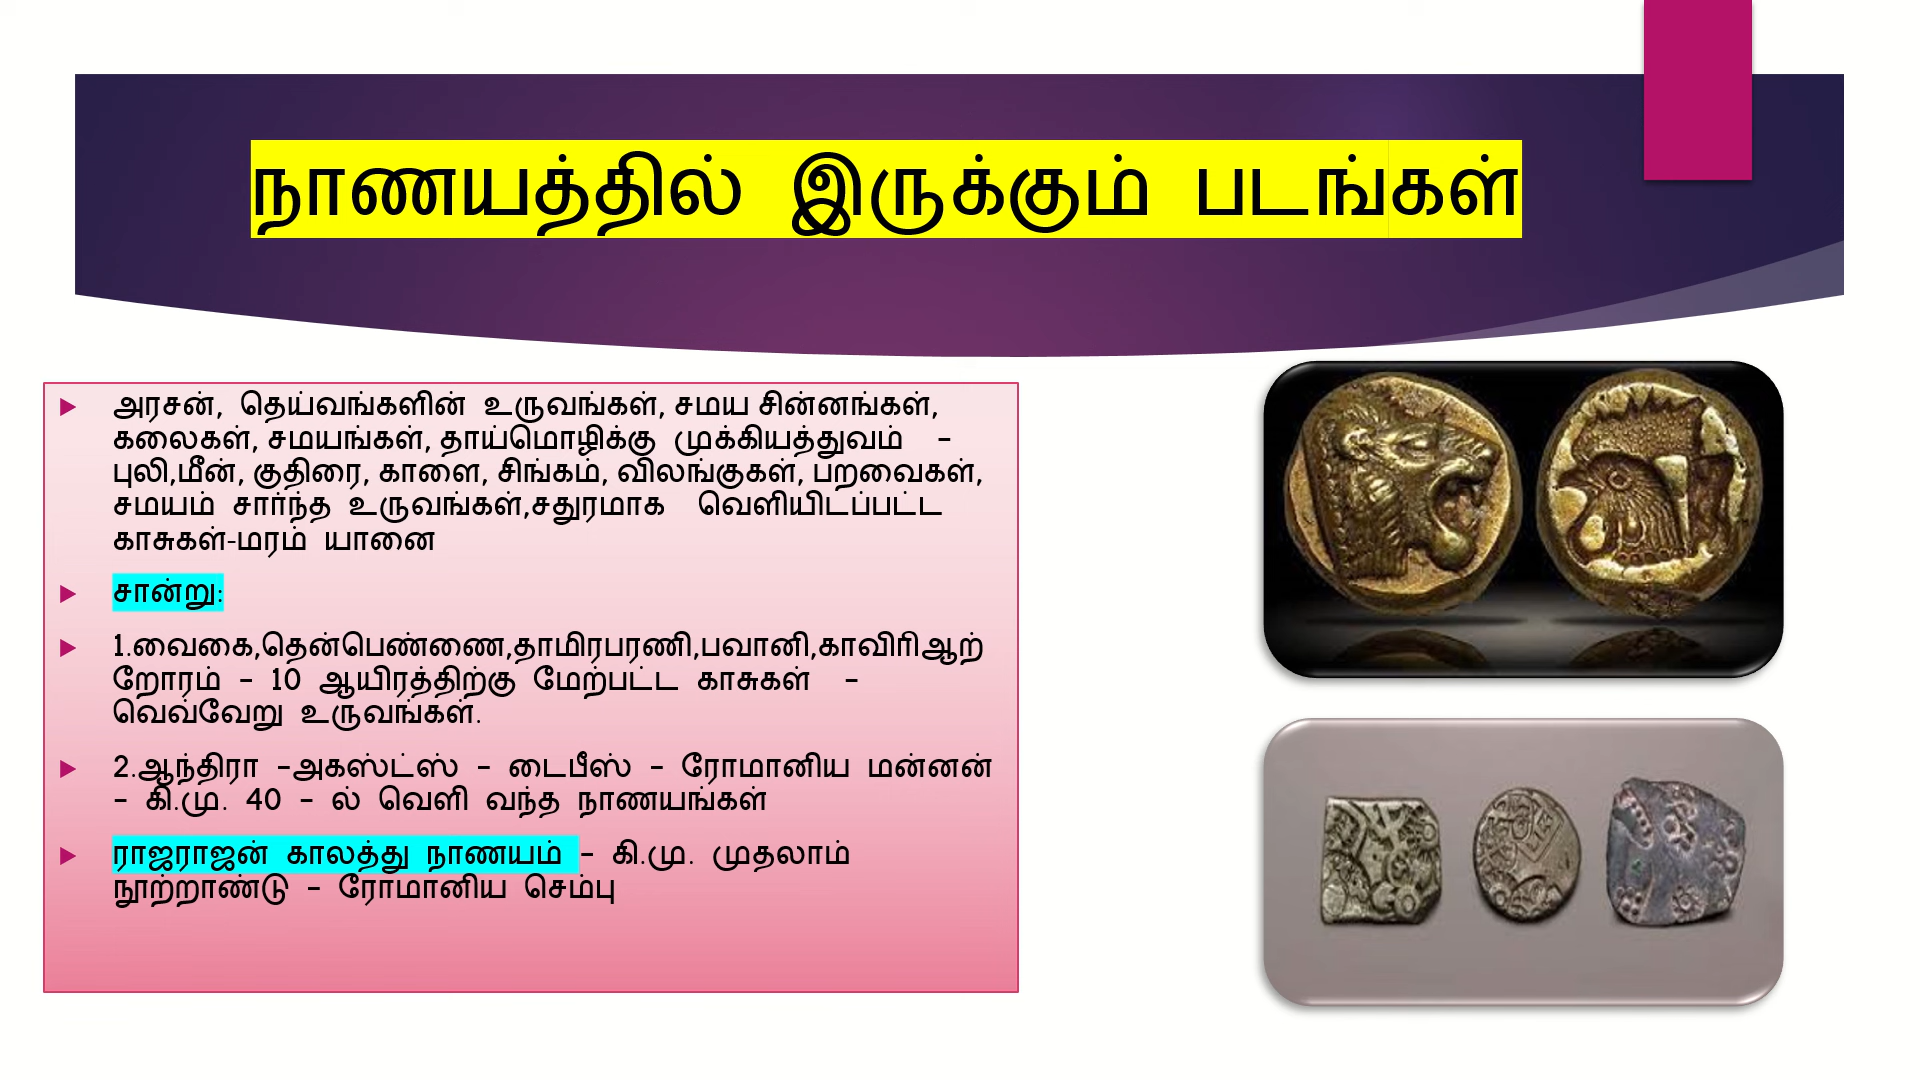 நாணயத்தில் இருக்கும் படங்கள்
அரசன், தெய்வங்களின் உருவங்கள், சமய சின்னங்கள்,
கலைகள், சமயங்கள், தாய்மொழிக்கு முக்கியத்துவம் –
புலி,மீன், குதிரை, காளை, சிங்கம், விலங்குகள், பறவைகள்,
சமயம் சார்ந்த உருவங்கள்,சதுரமாக வெளியிடப்பட்ட
காசுகள்-மரம் யானை
சான்று:
1.வைகை,தென்பெண்ணை,தாமிரபரணி,பவானி,காவிரிஆற்
றோரம் – 10 ஆயிரத்திற்கு மேற்பட்ட காசுகள் –
வெவ்வேறு உருவங்கள்.
2.ஆந்திரா –அகஸ்ட்ஸ் – டைபீஸ் – ரோமானிய மன்னன்
– கி.மு. 40 – ல் வெளி வந்த நாணயங்கள்
ராஜராஜன் காலத்து நாணயம் – கி.மு. முதலாம்
நூற்றாண்டு – ரோமானிய செம்பு